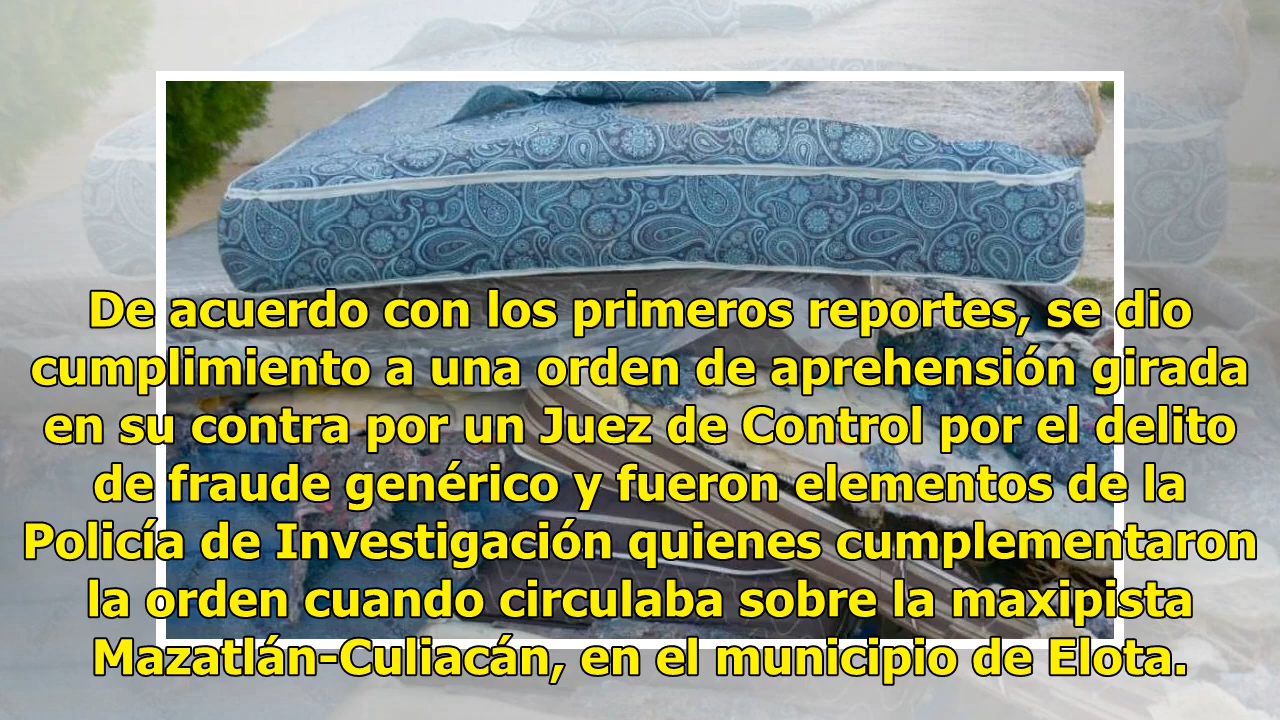 De acuerdo con los primeros reportes, se dio
cumplimiento a una orden de aprehensión girada
en su contra por un Juez de Control por el delito
de fraude genérico y fueron elementos de la
Policía de Investigación quienes cumplementaron
la orden cuando circulaba sobre la maxipista
Mazatlán-Culiacán, en el municipio de Elota.